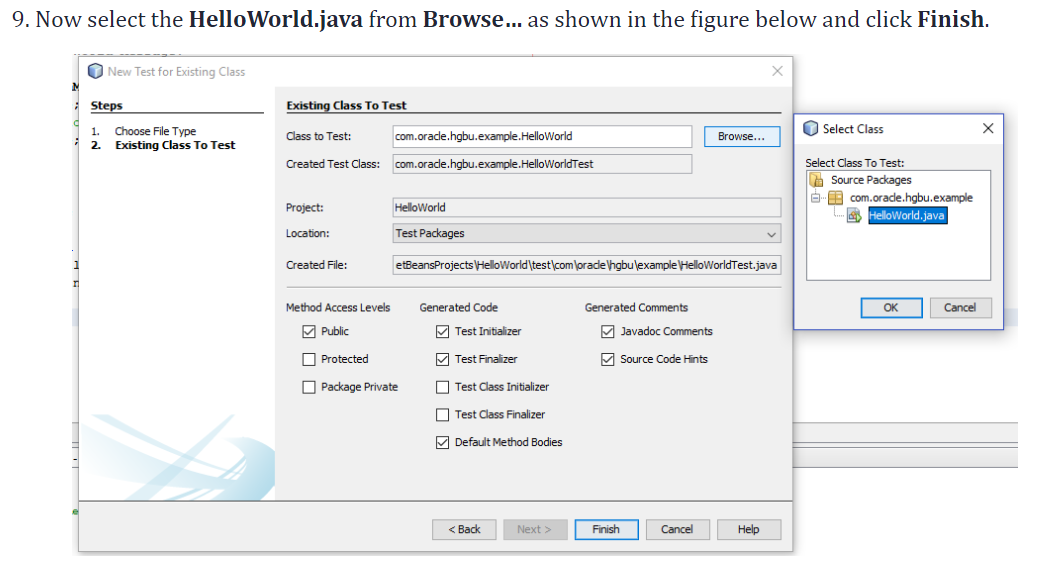 9. Now select the HelloWorld.java from Browse... as shown in the figure below and click Finish.
New Test for Existing Class
Steps
1. Choose File Type
2. Existing Class To Test
Existing Class To Test
Class to Test: com.oracle.hgbu.example.HelloWorld Browse...
Created Test Class: com.oracle.hgbu.example.HelloWorldTest
Project: HelloWorld
Location: Test Packages
Created File: etBeansProjects\HelloWorld\test\com\oracle\hgbu\example\HelloWorldTest.java
Method Access Levels Generated Code Generated Comments
Public Test Initializer Javadoc Comments
Protected Test Finalizer Source Code Hints
Package Private Test Class Initializer
Test Class Finalizer
Default Method Bodies
< Back Next > Finish Cancel Help
Select Class
Select Class To Test:
Source Packages
com.oracle.hgbu.example
HelloWorld.java
OK Cancel